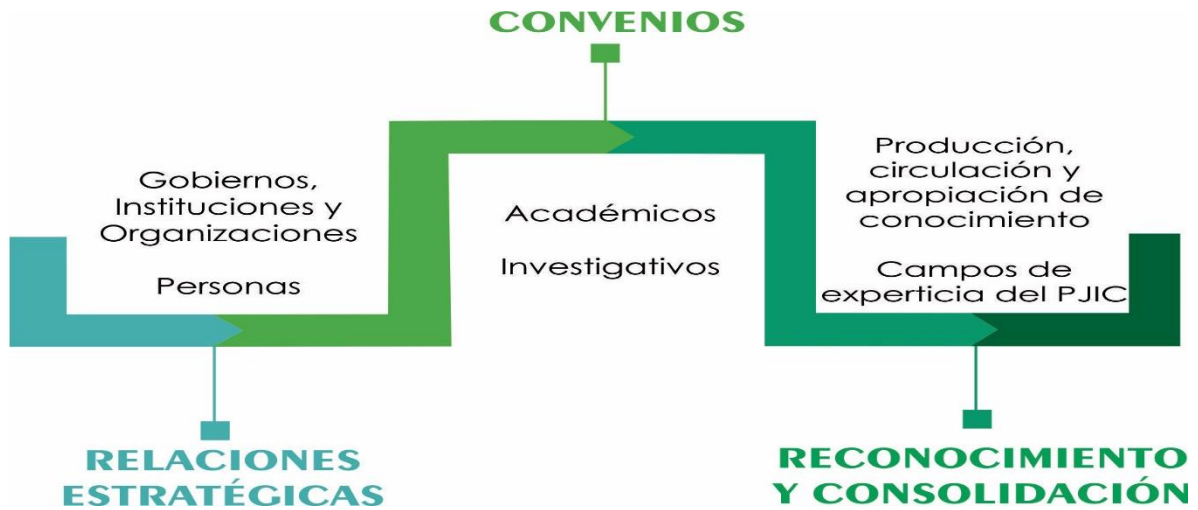 CONVENIOS
Gobiernos,
Instituciones y
Organizaciones
Personas
Académicos
Investigativos
Producción,
circulación y
apropiación de
conocimiento
Campos de
experticia del PJIC
RELACIONES
ESTRATÉGICAS
RECONOCIMIENTO
Y CONSOLIDACIÓN